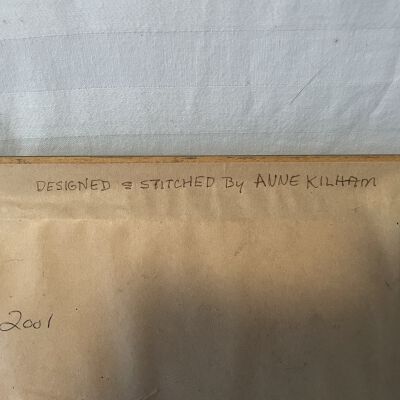 DESIGNED & STITCHED By ANNE KILHAM
2001